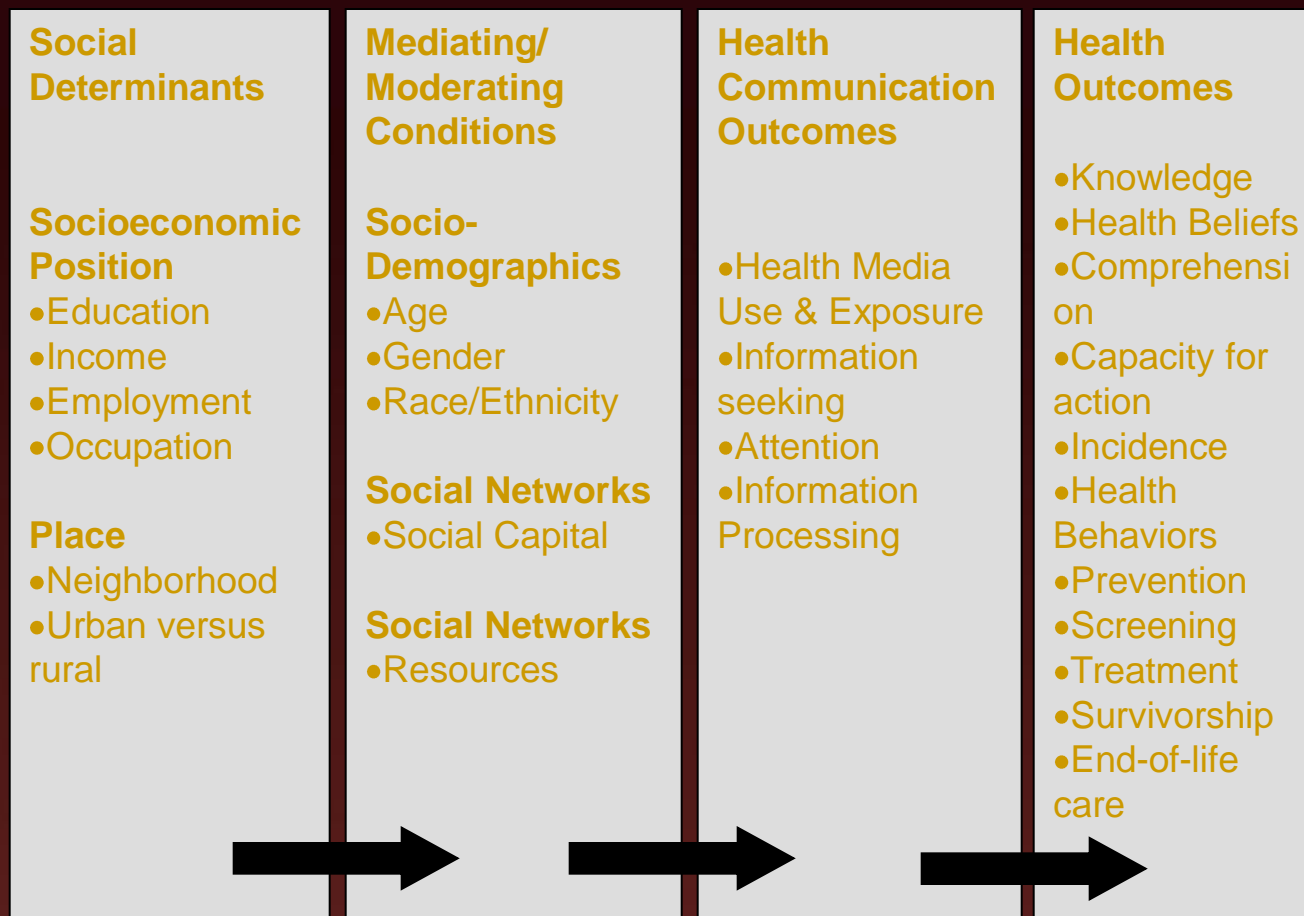 Social
Determinants
Socioeconomic
Position
•Education
•Income
•Employment
•Occupation
Place
•Neighborhood
•Urban versus
rural
Mediating/
Moderating
Conditions
Socio-
Demographics
•Age
•Gender
•Race/Ethnicity
Social Networks
•Social Capital
Social Networks
•Resources
Health
Communication
Outcomes
•Health Media
Use & Exposure
•Information
seeking
•Attention
•Information
Processing
Health
Outcomes
•Knowledge
•Health Beliefs
•Comprehensi
on
•Capacity for
action
•Incidence
•Health
Behaviors
•Prevention
•Screening
•Treatment
•Survivorship
•End-of-life
care